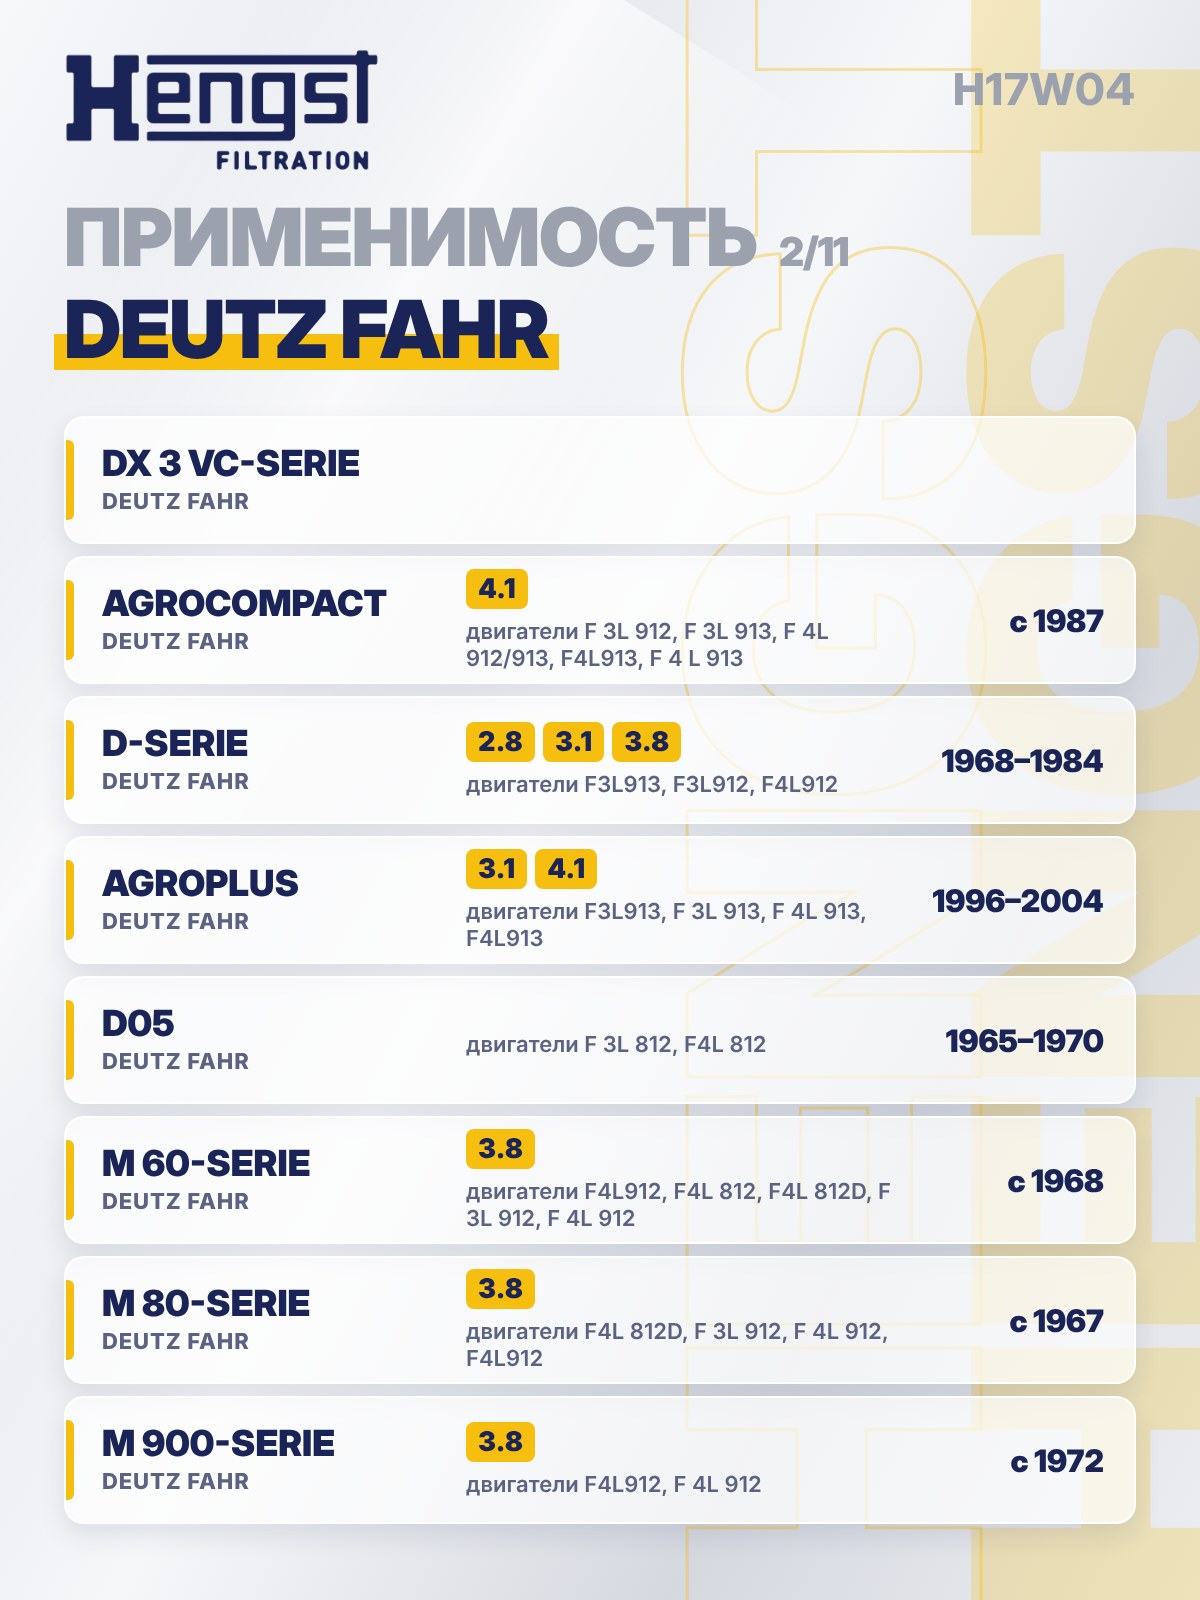 Hengst
FILTRATION
H17W04
ПРИМЕНИМОСТЬ 2/11
DEUTZ FAHR
DX 3 VC-SERIE
DEUTZ FAHR
AGROCOMPACT
DEUTZ FAHR
4.1
двигатели F 3L 912, F 3L 913, F 4L
912/913, F4L913, F 4 L 913
с 1987
D-SERIE
DEUTZ FAHR
2.8 3.1 3.8
двигатели F3L913, F3L912, F4L912
1968–1984
AGROPLUS
DEUTZ FAHR
3.1 4.1
двигатели F3L913, F 3L 913, F 4L 913,
F4L913
1996–2004
D05
DEUTZ FAHR
двигатели F 3L 812, F4L 812
1965–1970
M 60-SERIE
DEUTZ FAHR
3.8
двигатели F4L912, F4L 812, F4L 812D, F
3L 912, F 4L 912
с 1968
M 80-SERIE
DEUTZ FAHR
3.8
двигатели F4L 812D, F 3L 912, F 4L 912,
F4L912
с 1967
M 900-SERIE
DEUTZ FAHR
3.8
двигатели F4L912, F 4L 912
с 1972
HENGST
HENGST